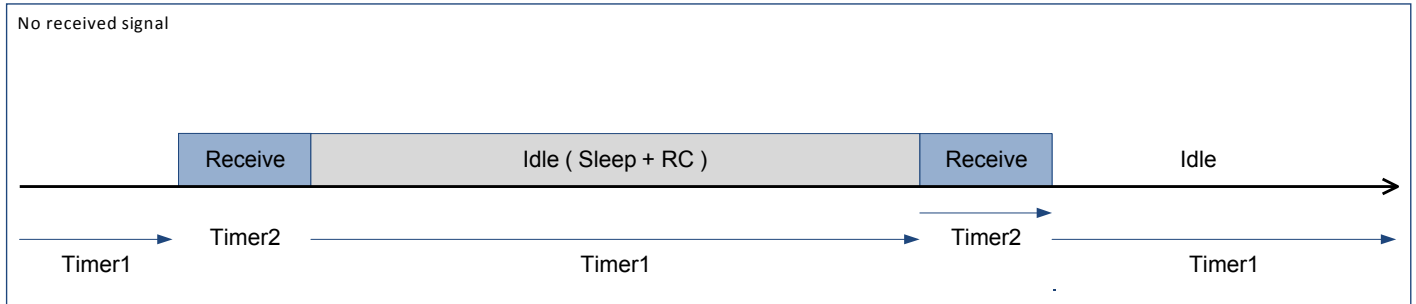 No received signal
Receive
Idle ( Sleep + RC )
Receive
Idle
Timer2
Timer2
Timer1
Timer1
Timer1